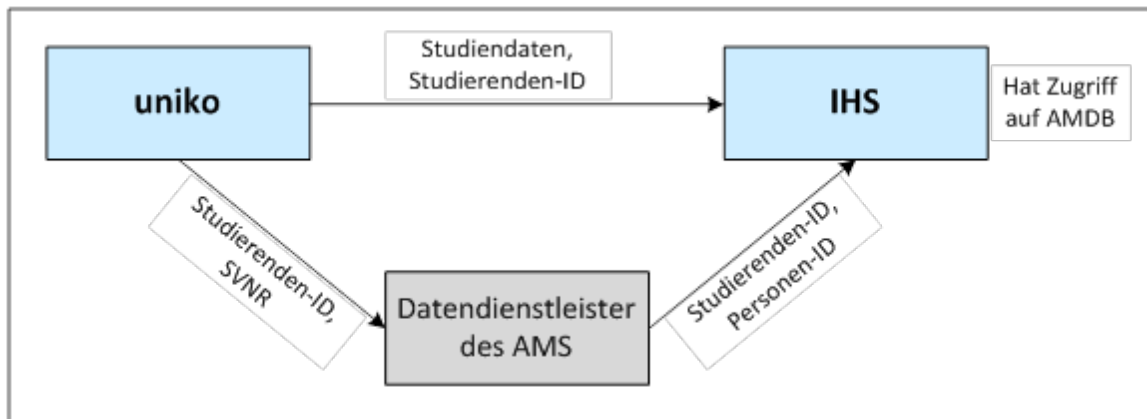 uniko
Studiendaten,
Studierenden-ID
IHS
Hat Zugriff
auf AMDB
Studierenden-ID,
SVNR
Datendienstleister
des AMS
Studierenden-ID,
Personen-ID